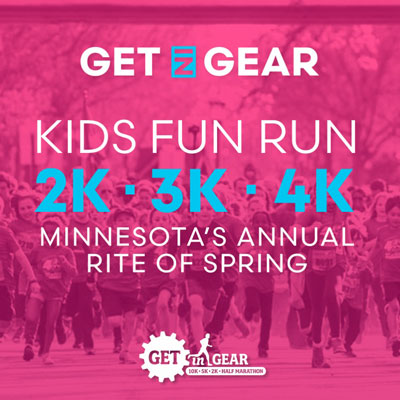 GET IN GEAR
KIDS FUN RUN
2K · 3K · 4K
MINNESOTA'S ANNUAL
RITE OF SPRING
GET in GEAR
10K • 5K • 2K • HALF MARATHON